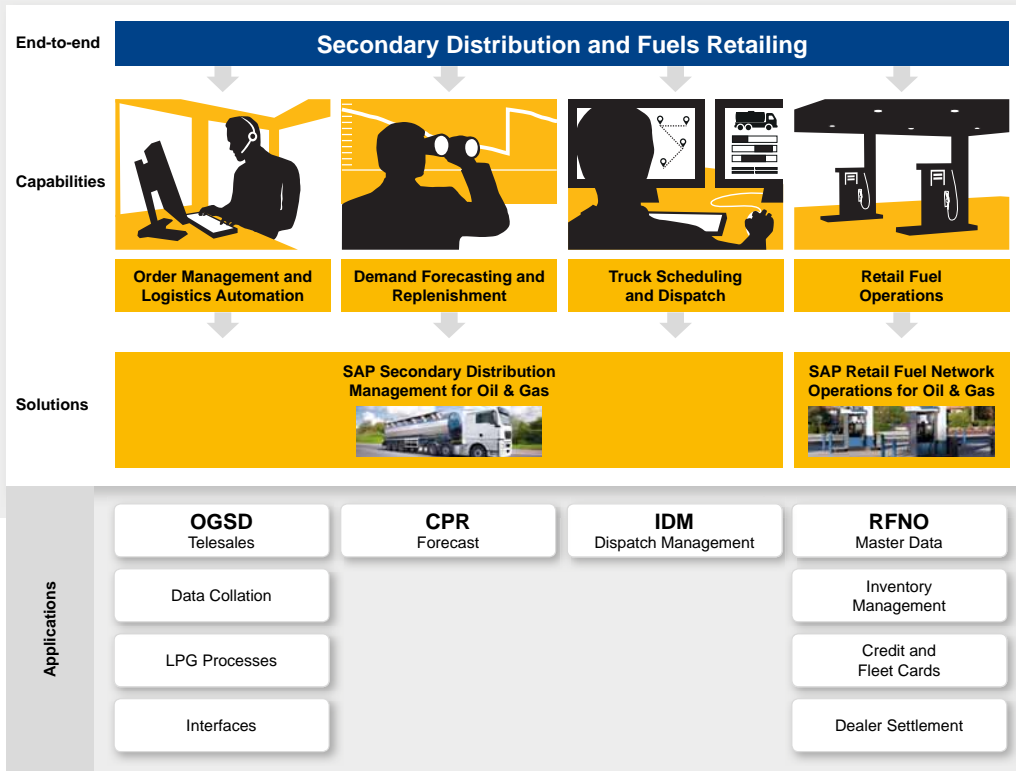 End-to-end
Secondary Distribution and Fuels Retailing
Capabilities
Order Management and
Logistics Automation
Demand Forecasting and
Replenishment
Truck Scheduling
and Dispatch
Retail Fuel
Operations
Solutions
SAP Secondary Distribution
Management for Oil & Gas
SAP Retail Fuel Network
Operations for Oil & Gas
Applications
OGSD
Telesales
CPR
Forecast
IDM
Dispatch Management
RFNO
Master Data
Data Collation
Inventory
Management
LPG Processes
Credit and
Fleet Cards
Interfaces
Dealer Settlement